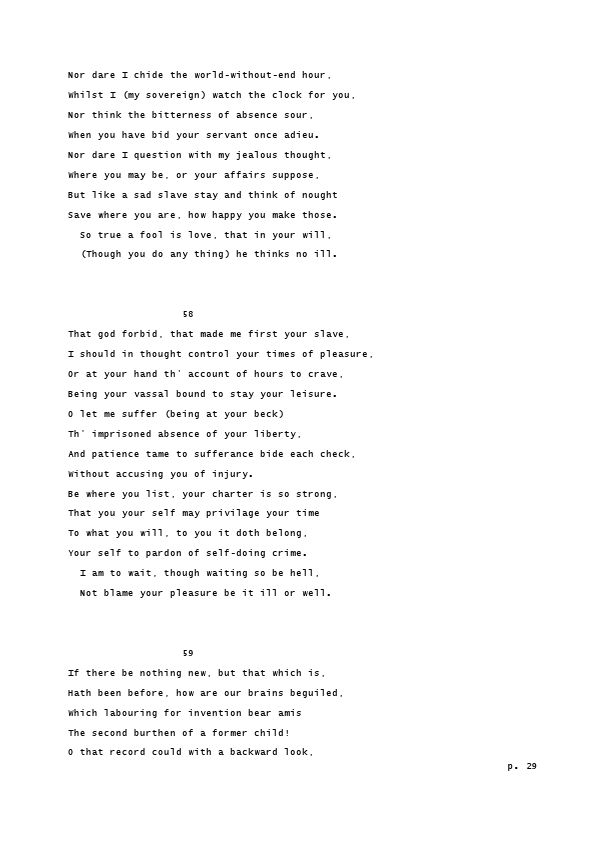 Nor dare I chide the world-without-end hour,
Whilst I (my sovereign) watch the clock for you,
Nor think the bitterness of absence sour,
When you have bid your servant once adieu.
Nor dare I question with my jealous thought,
Where you may be, or your affairs suppose,
But like a sad slave stay and think of nought
Save where you are, how happy you make those.
So true a fool is love, that in your will,
(Though you do any thing) he thinks no ill.
58
That god forbid, that made me first your slave,
I should in thought control your times of pleasure,
Or at your hand th' account of hours to crave,
Being your vassal bound to stay your leisure.
O let me suffer (being at your beck)
Th' imprisoned absence of your liberty,
And patience tame to sufferance bide each check,
Without accusing you of injury.
Be where you list, your charter is so strong,
That you your self may privilage your time
To what you will, to you it doth belong,
Your self to pardon of self-doing crime.
I am to wait, though waiting so be hell,
Not blame your pleasure be it ill or well.
59
If there be nothing new, but that which is,
Hath been before, how are our brains beguiled,
Which labouring for invention bear amis
The second burthen of a former child!
O that record could with a backward look,
p. 29